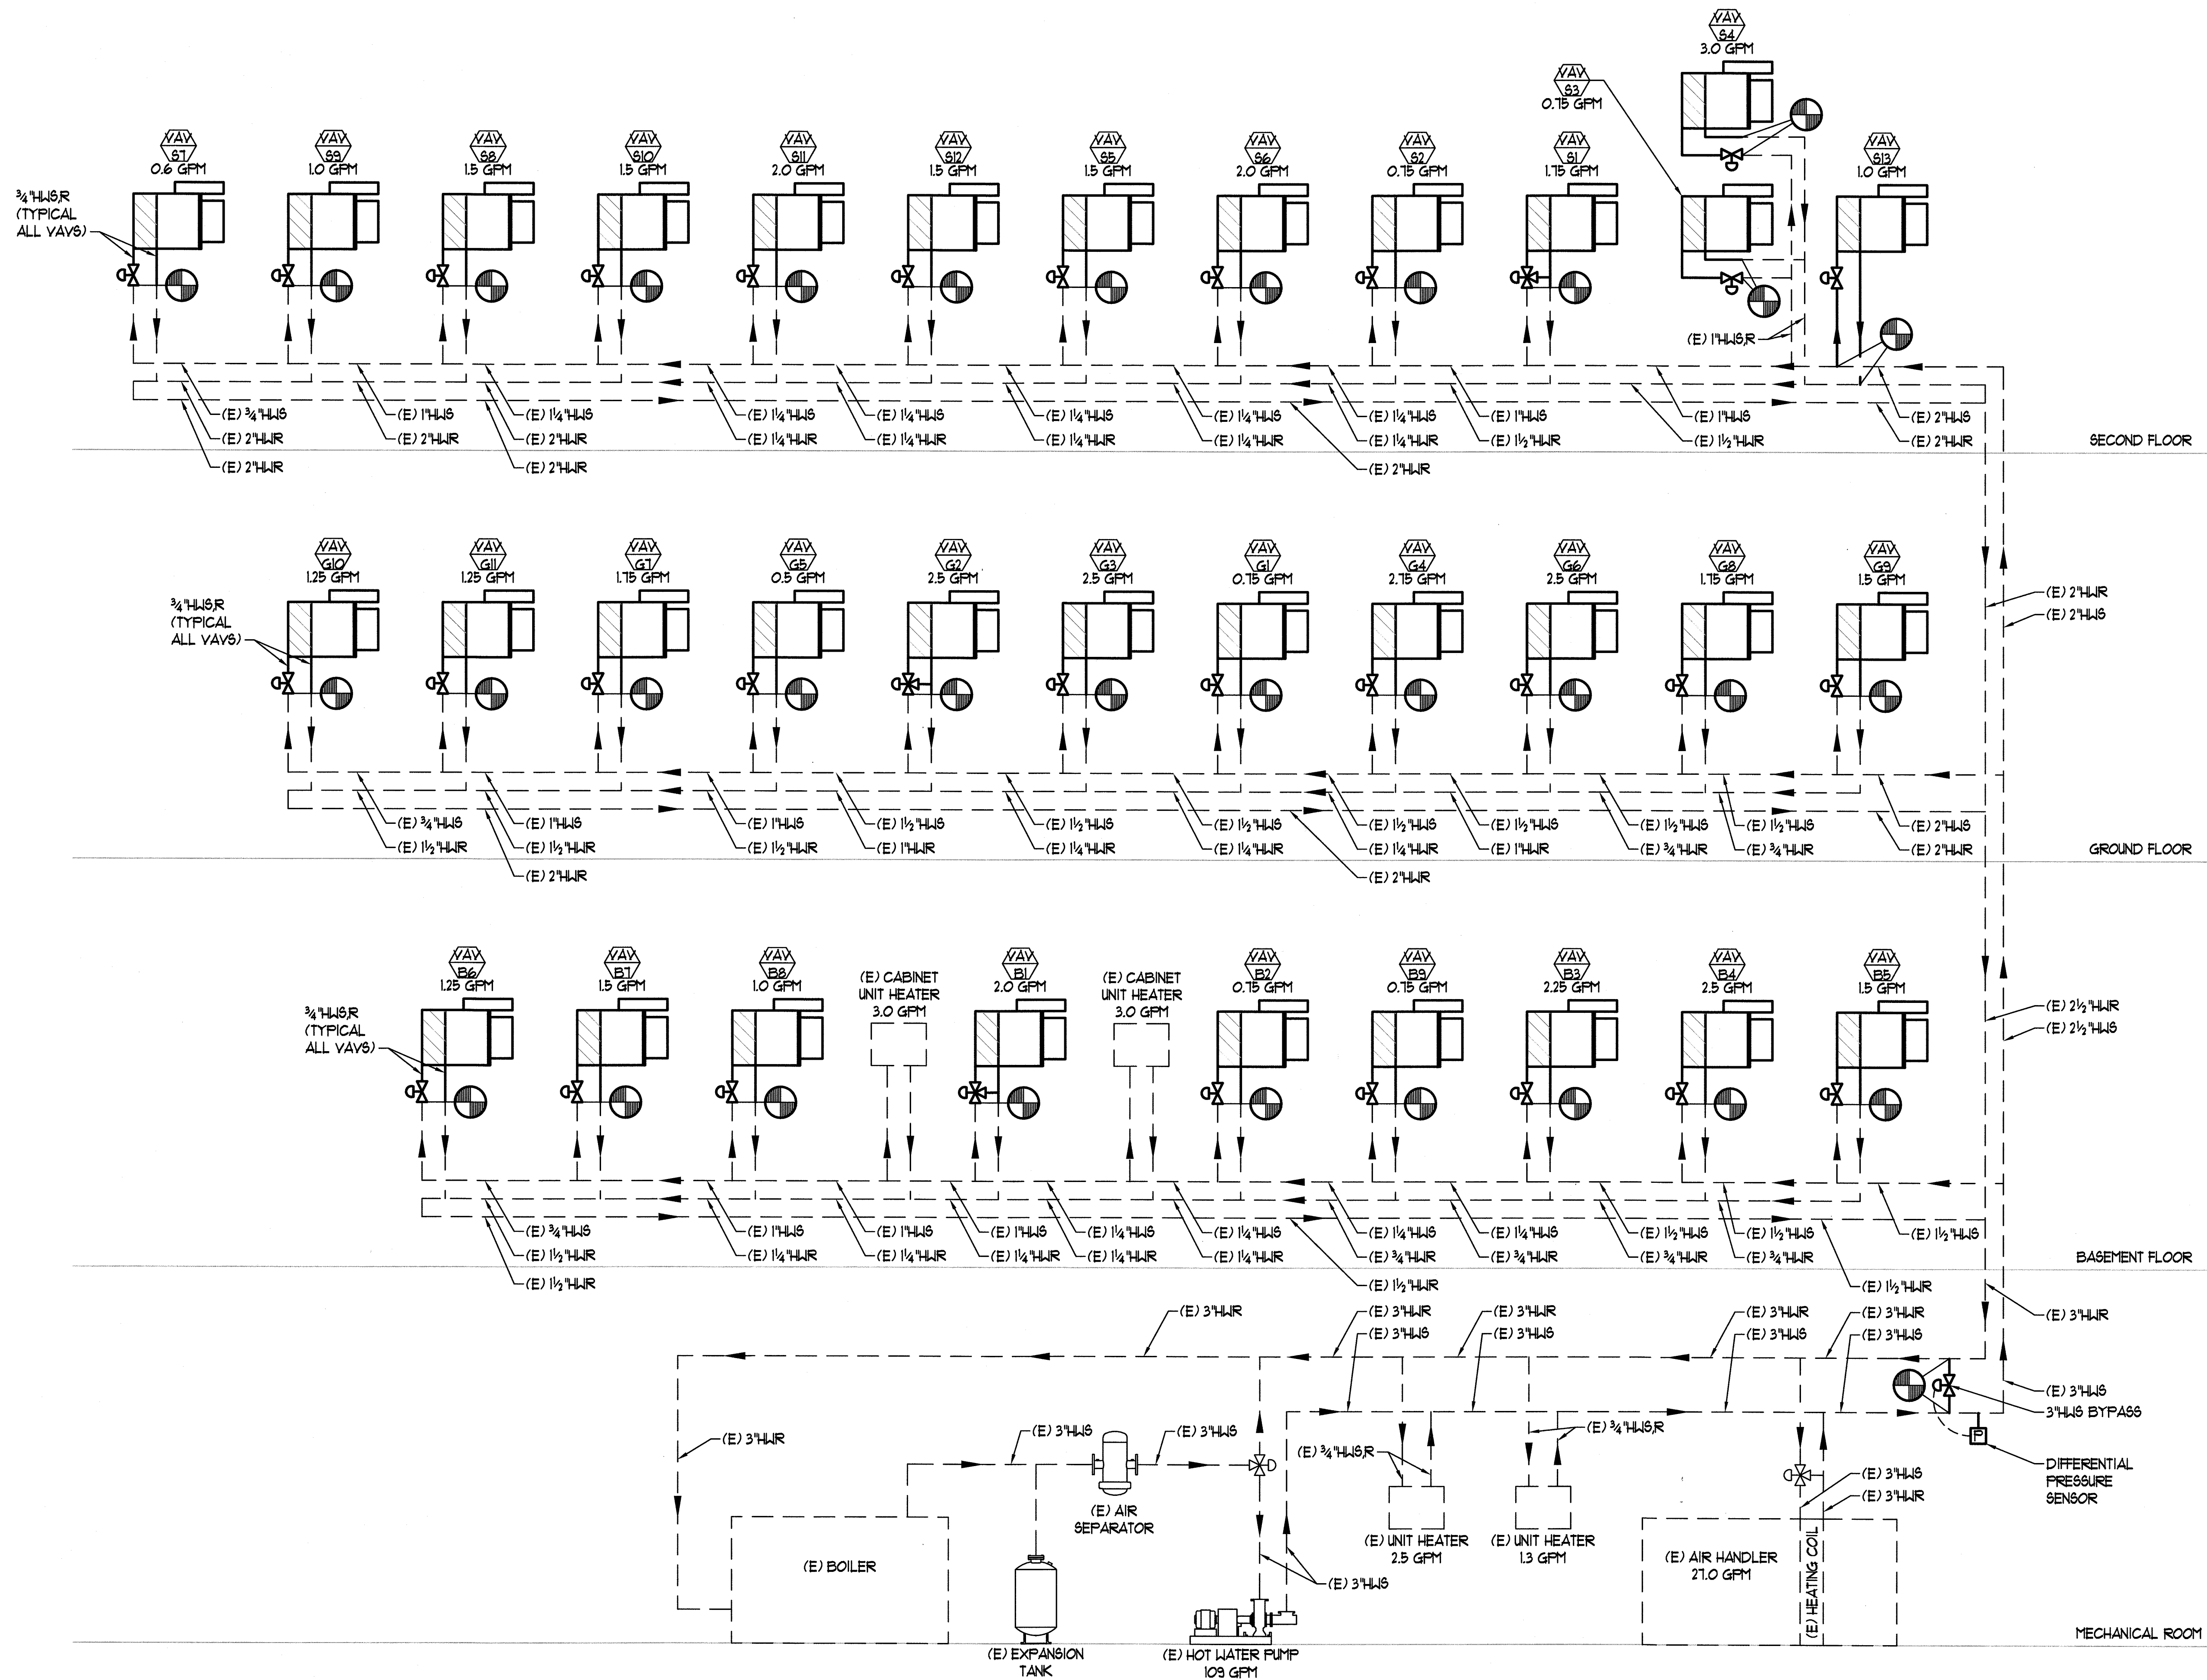 VAV
S4
3.0 GPM
VAV
S3
0.75 GPM
VAV
S7
0.6 GPM
VAV
S9
1.0 GPM
VAV
S8
1.5 GPM
VAV
S10
1.5 GPM
VAV
S11
2.0 GPM
VAV
S12
1.5 GPM
VAV
S5
1.5 GPM
VAV
S6
2.0 GPM
VAV
S2
0.75 GPM
VAV
S1
1.75 GPM
VAV
S13
1.0 GPM
¾"HWS,R
(TYPICAL
ALL VAVS)
(E) 1"HWS,R
(E) ¾"HWS
(E) 2"HWR
(E) 2"HWR
(E) 1"HWS
(E) 2"HWR
(E) 1¼"HWS
(E) 2"HWR
(E) 2"HWR
(E) 1¼"HWS
(E) 1¼"HWR
(E) 1¼"HWS
(E) 1¼"HWR
(E) 1¼"HWS
(E) 1¼"HWR
(E) 1¼"HWS
(E) 1¼"HWR
(E) 1¼"HWS
(E) 1¼"HWR
(E) 2"HWR
(E) 1"HWS
(E) 1½"HWR
(E) 1"HWS
(E) 1½"HWR
(E) 2"HWS
(E) 2"HWR
SECOND FLOOR
VAV
G10
1.25 GPM
VAV
G11
1.25 GPM
VAV
G7
1.75 GPM
VAV
G5
0.5 GPM
VAV
G2
2.5 GPM
VAV
G3
2.5 GPM
VAV
G1
0.75 GPM
VAV
G4
2.75 GPM
VAV
G6
2.5 GPM
VAV
G8
1.75 GPM
VAV
G9
1.5 GPM
¾"HWS,R
(TYPICAL
ALL VAVS)
(E) 2"HWR
(E) 2"HWS
(E) ¾"HWS
(E) 1½"HWR
(E) 1"HWS
(E) 1½"HWR
(E) 2"HWR
(E) 1"HWS
(E) 1½"HWR
(E) 1½"HWS
(E) 1"HWR
(E) 1½"HWS
(E) 1¼"HWR
(E) 1½"HWS
(E) 1¼"HWR
(E) 1½"HWS
(E) 1¼"HWR
(E) 2"HWR
(E) 1½"HWS
(E) 1"HWR
(E) 1½"HWS
(E) ¾"HWR
(E) 1½"HWS
(E) ¾"HWR
(E) 2"HWS
(E) 2"HWR
GROUND FLOOR
VAV
B6
1.25 GPM
VAV
B7
1.5 GPM
VAV
B8
1.0 GPM
(E) CABINET
UNIT HEATER
3.0 GPM
VAV
B1
2.0 GPM
(E) CABINET
UNIT HEATER
3.0 GPM
VAV
B2
0.75 GPM
VAV
B9
0.75 GPM
VAV
B3
2.25 GPM
VAV
B4
2.5 GPM
VAV
B5
1.5 GPM
¾"HWS,R
(TYPICAL
ALL VAVS)
(E) 2½"HWR
(E) 2½"HWS
(E) ¾"HWS
(E) 1½"HWR
(E) 1½"HWR
(E) 1"HWS
(E) 1¼"HWR
(E) 1"HWS
(E) 1¼"HWR
(E) 1"HWS
(E) 1¼"HWR
(E) 1¼"HWS
(E) 1¼"HWR
(E) 1¼"HWS
(E) 1¼"HWR
(E) 1¼"HWS
(E) ¾"HWR
(E) 1½"HWR
(E) 1¼"HWS
(E) ¾"HWR
(E) 1½"HWS
(E) ¾"HWR
(E) 1½"HWS
(E) ¾"HWR
(E) 1½"HWR
(E) 1½"HWS
BASEMENT FLOOR
(E) 3"HWR
(E) 3"HWR
(E) 3"HWS
(E) 3"HWR
(E) 3"HWS
(E) 3"HWR
(E) 3"HWS
(E) 3"HWR
(E) 3"HWS
(E) 3"HWR
(E) 3"HWS
3"HWS BYPASS
P
DIFFERENTIAL
PRESSURE
SENSOR
(E) 3"HWR
(E) 3"HWS
(E) 3"HWS
(E) AIR
SEPARATOR
(E) ¾"HWS,R
(E) ¾"HWS,R
(E) 3"HWS
(E) 3"HWR
(E) BOILER
(E) EXPANSION
TANK
(E) 3"HWS
(E) HOT WATER PUMP
109 GPM
(E) UNIT HEATER
2.5 GPM
(E) UNIT HEATER
1.3 GPM
(E) AIR HANDLER
27.0 GPM
(E) HEATING COIL
MECHANICAL ROOM